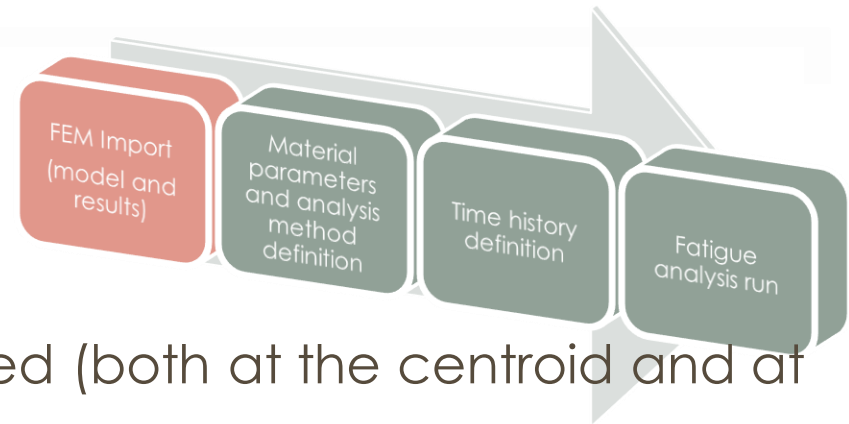 FEM Import
(model and
results)
Material
parameters
and analysis
method
definition
Time history
definition
Fatigue
analysis run
ed (both at the centroid and at